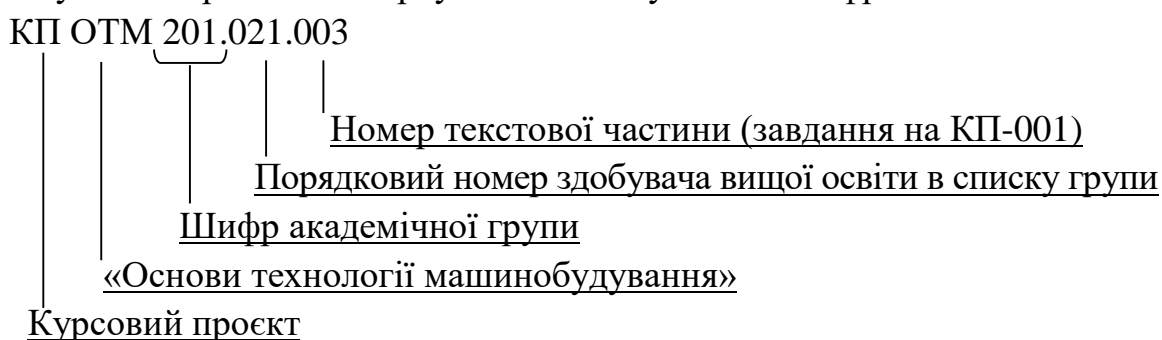 КП ОТМ 201.021.003
Номер текстової частини (завдання на КП-001)
Порядковий номер здобувача вищої освіти в списку групи
Шифр академічної групи
«Основи технології машинобудування»
Курсовий проєкт